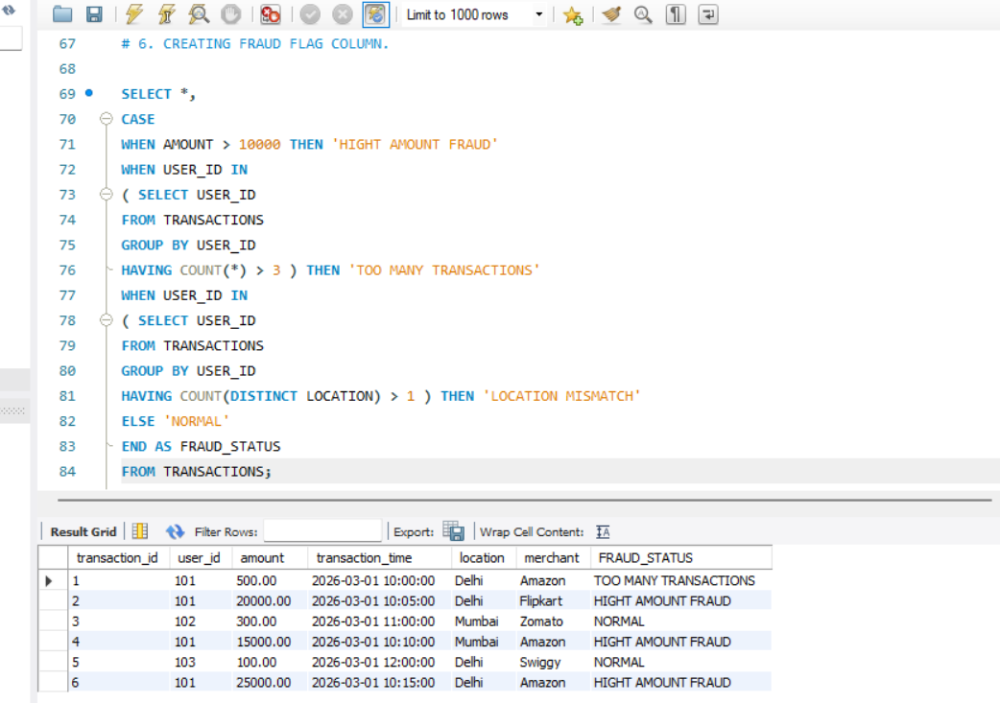 Limit to 1000 rows
67 # 6. CREATING FRAUD FLAG COLUMN.
68
69 SELECT *,
70 CASE
71 WHEN AMOUNT > 10000 THEN 'HIGHT AMOUNT FRAUD'
72 WHEN USER_ID IN
73 ( SELECT USER_ID
74 FROM TRANSACTIONS
75 GROUP BY USER_ID
76 HAVING COUNT(*) > 3 ) THEN 'TOO MANY TRANSACTIONS'
77 WHEN USER_ID IN
78 ( SELECT USER_ID
79 FROM TRANSACTIONS
80 GROUP BY USER_ID
81 HAVING COUNT(DISTINCT LOCATION) > 1 ) THEN 'LOCATION MISMATCH'
82 ELSE 'NORMAL'
83 END AS FRAUD_STATUS
84 FROM TRANSACTIONS;
Result Grid Filter Rows: Export: Wrap Cell Content: IA
transaction_id user_id amount transaction_time location merchant FRAUD_STATUS
1 101 500.00 2026-03-01 10:00:00 Delhi Amazon TOO MANY TRANSACTIONS
2 101 20000.00 2026-03-01 10:05:00 Delhi Flipkart HIGHT AMOUNT FRAUD
3 102 300.00 2026-03-01 11:00:00 Mumbai Zomato NORMAL
4 101 15000.00 2026-03-01 10:10:00 Mumbai Amazon HIGHT AMOUNT FRAUD
5 103 100.00 2026-03-01 12:00:00 Delhi Swiggy NORMAL
6 101 25000.00 2026-03-01 10:15:00 Delhi Amazon HIGHT AMOUNT FRAUD